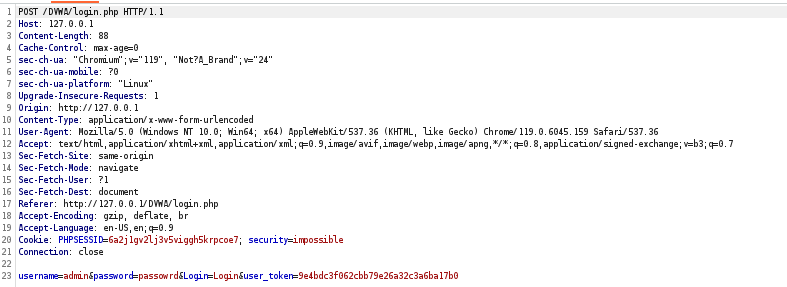 1 POST /DVWA/login.php HTTP/1.1
2 Host: 127.0.0.1
3 Content-Length: 88
4 Cache-Control: max-age=0
5 sec-ch-ua: "Chromium";v="119", "Not?A_Brand";v="24"
6 sec-ch-ua-mobile: ?0
7 sec-ch-ua-platform: "Linux"
8 Upgrade-Insecure-Requests: 1
9 Origin: http://127.0.0.1
10 Content-Type: application/x-www-form-urlencoded
11 User-Agent: Mozilla/5.0 (Windows NT 10.0; Win64; x64) AppleWebKit/537.36 (KHTML, like Gecko) Chrome/119.0.6045.159 Safari/537.36
12 Accept: text/html,application/xhtml+xml,application/xml;q=0.9,image/avif,image/webp,image/apng,*/*;q=0.8,application/signed-exchange;v=b3;q=0.7
13 Sec-Fetch-Site: same-origin
14 Sec-Fetch-Mode: navigate
15 Sec-Fetch-User: ?1
16 Sec-Fetch-Dest: document
17 Referer: http://127.0.0.1/DVWA/login.php
18 Accept-Encoding: gzip, deflate, br
19 Accept-Language: en-US,en;q=0.9
20 Cookie: PHPSESSID=6a2j1gv2lj3v5viggh5krpcoe7; security=impossible
21 Connection: close
22
23 username=admin&password=passowrd&Login=Login&user_token=9e4bdc3f062cbb79e26a32c3a6ba17b0